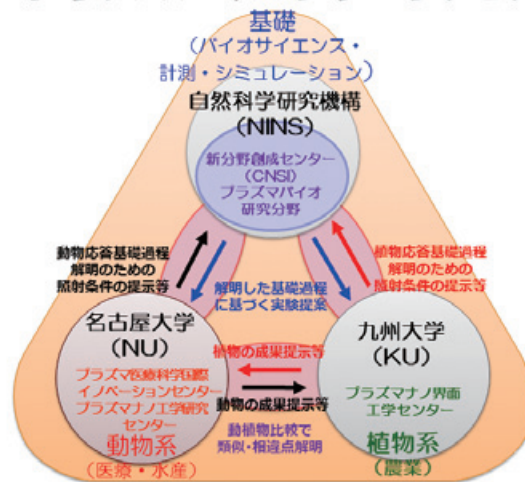 基礎
(バイオサイエンス・
計測・シミュレーション)
自然科学研究機構
(NINS)
新分野創成センター
(CNSI)
プラズマバイオ
研究分野
動物応答基礎過程
解明のための
照射条件の提示等
植物応答基礎過程
解明のための
照射条件の提示等
解明した基礎過程
に基づく実験提案
名古屋大学
(NU)
プラズマ医療科学国際
イノベーションセンター
プラズマナノ工学研究
センター
動物系
(医療・水産)
植物の成果提示等
動物の成果提示等
動植物比較で
類似・相違点解明
九州大学
(KU)
プラズマナノ界面
工学センター
植物系
(農業)